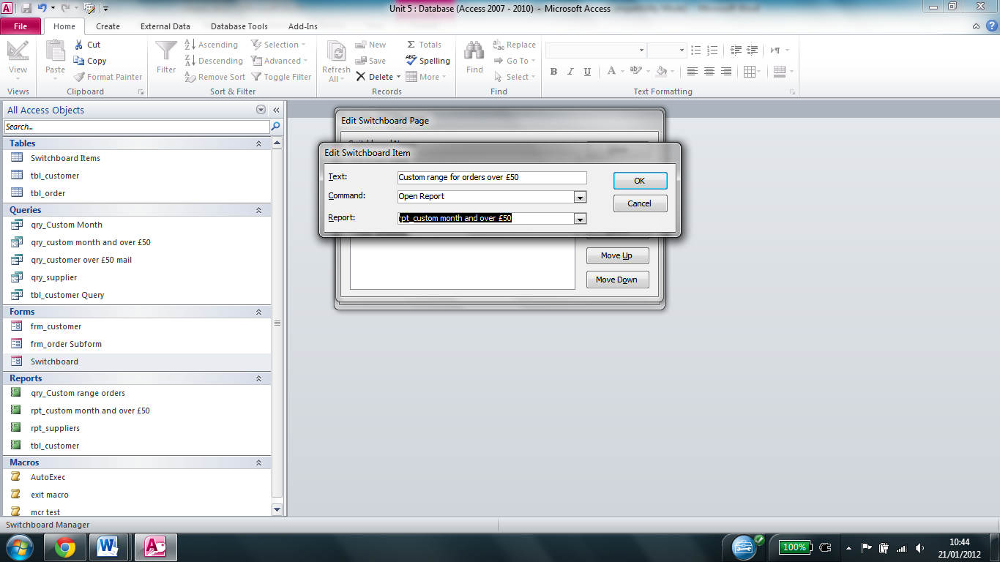 Unit 5 : Database (Access 2007 - 2010) - Microsoft Access
File Home Create External Data Database Tools Add-Ins
View
Views
Paste
Cut
Copy
Format Painter
Clipboard
Filter
Ascending
Descending
Remove Sort
Selection
Advanced
Toggle Filter
Sort & Filter
Refresh All
New
Save
Delete
Totals
Spelling
More
Records
Find
Replace
Go To
Select
Find
B I U A ab
Text Formatting
All Access Objects
Search...
Tables
Switchboard Items
tbl_customer
tbl_order
Queries
qry_Custom Month
qry_custom month and over £50
qry_customer over £50 mail
qry_supplier
tbl_customer Query
Forms
frm_customer
frm_order Subform
Switchboard
Reports
qry_Custom range orders
rpt_custom month and over £50
rpt_suppliers
tbl_customer
Macros
AutoExec
exit macro
mcr test
Edit Switchboard Page
Edit Switchboard Item
Text: Custom range for orders over £50
Command: Open Report
Report: rpt_custom month and over £50
OK
Cancel
Move Up
Move Down
Switchboard Manager
100%
10:44
21/01/2012